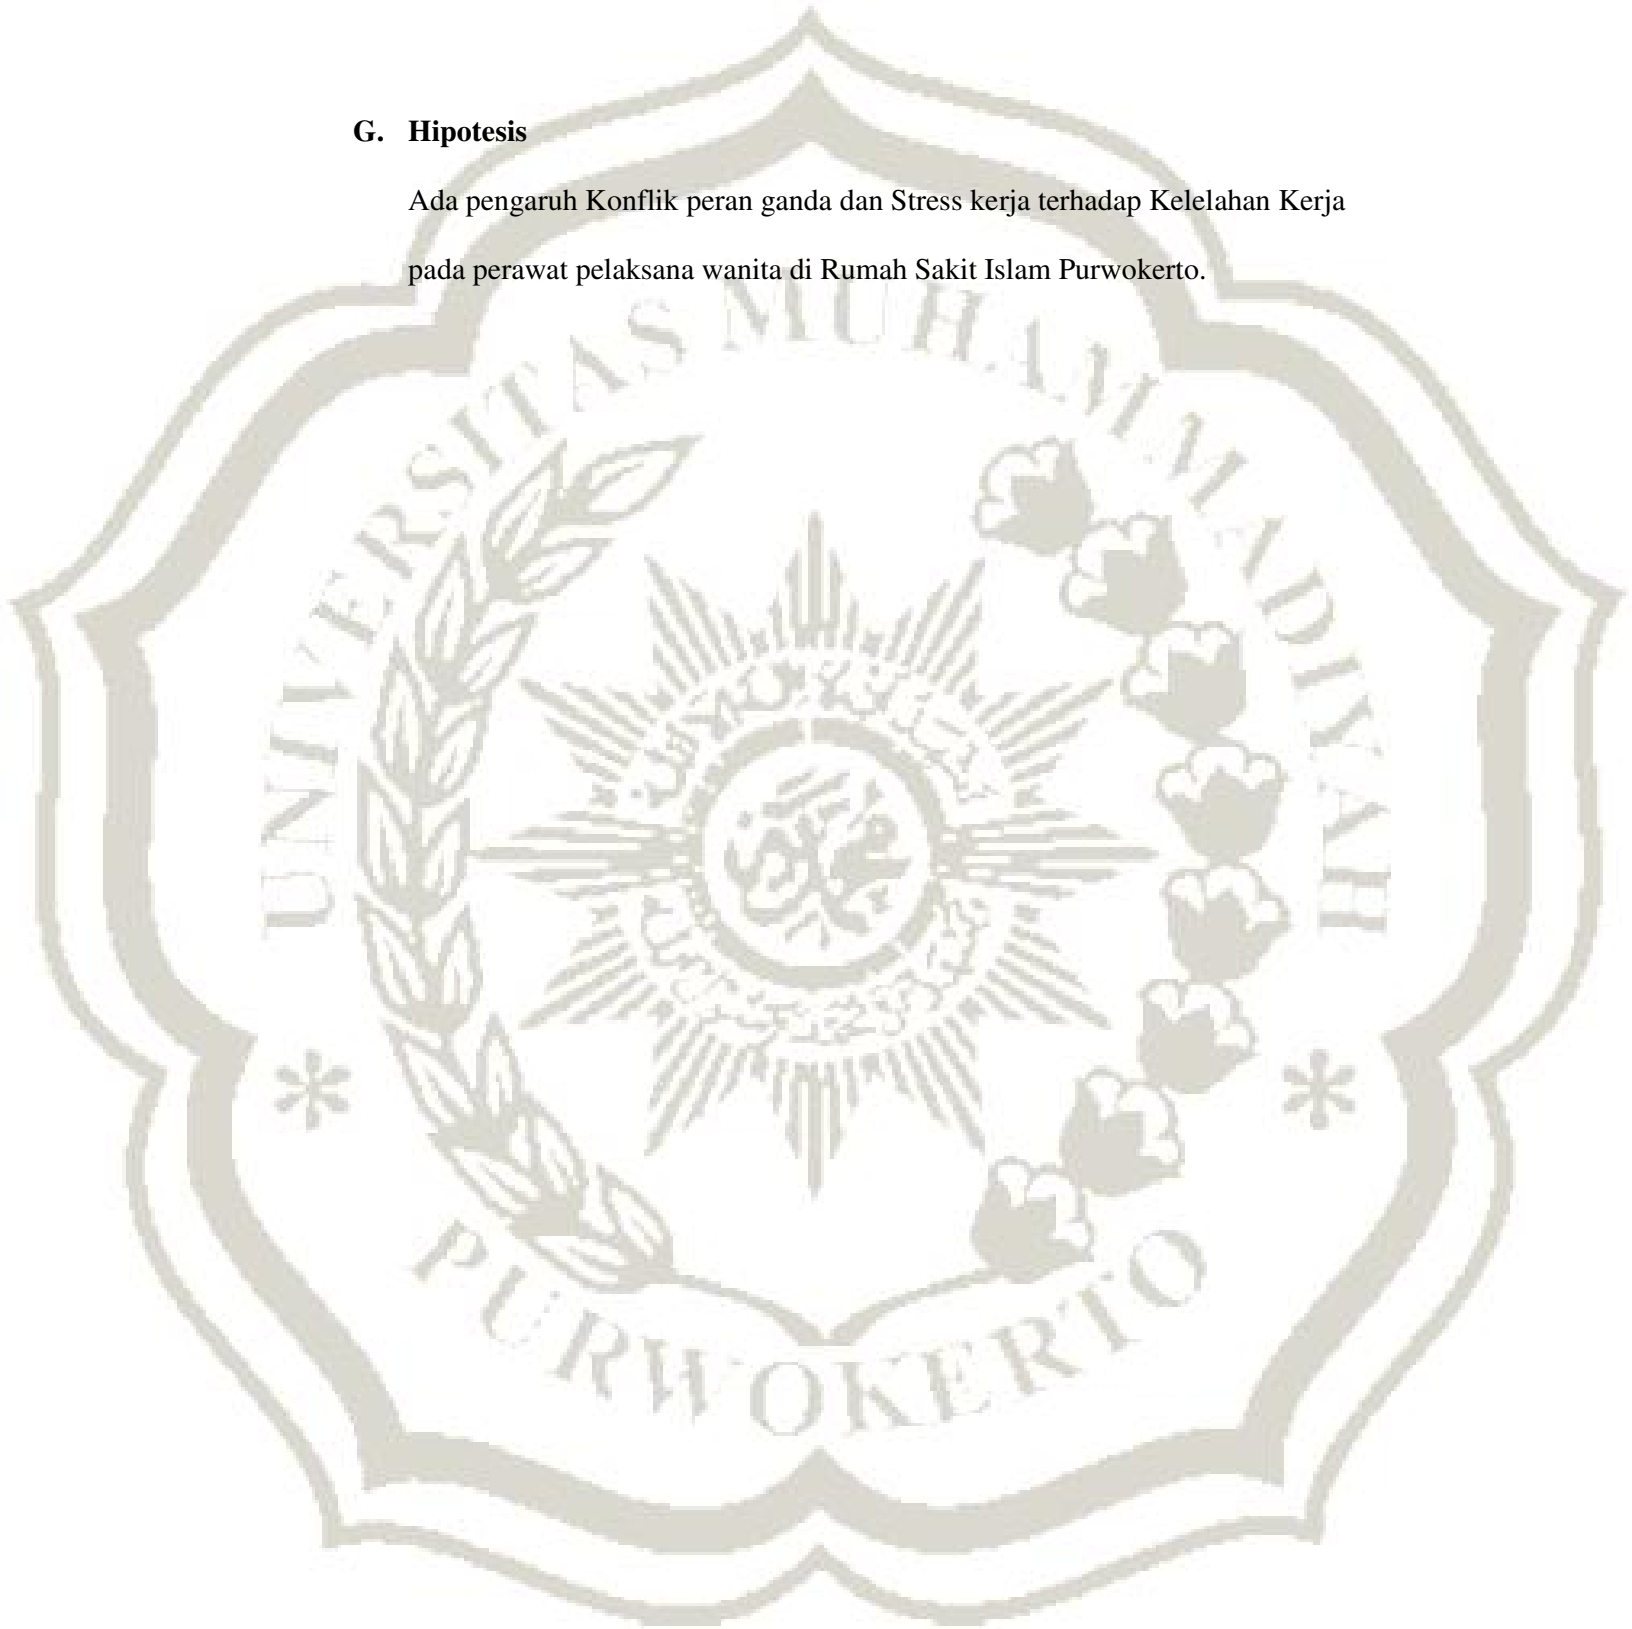 G. Hipotesis
Ada pengaruh Konflik peran ganda dan Stress kerja terhadap Kelelahan Kerja
pada perawat pelaksana wanita di Rumah Sakit Islam Purwokerto.
UNIVERSITAS MUHAMMADIYAH
PURWOKERTO